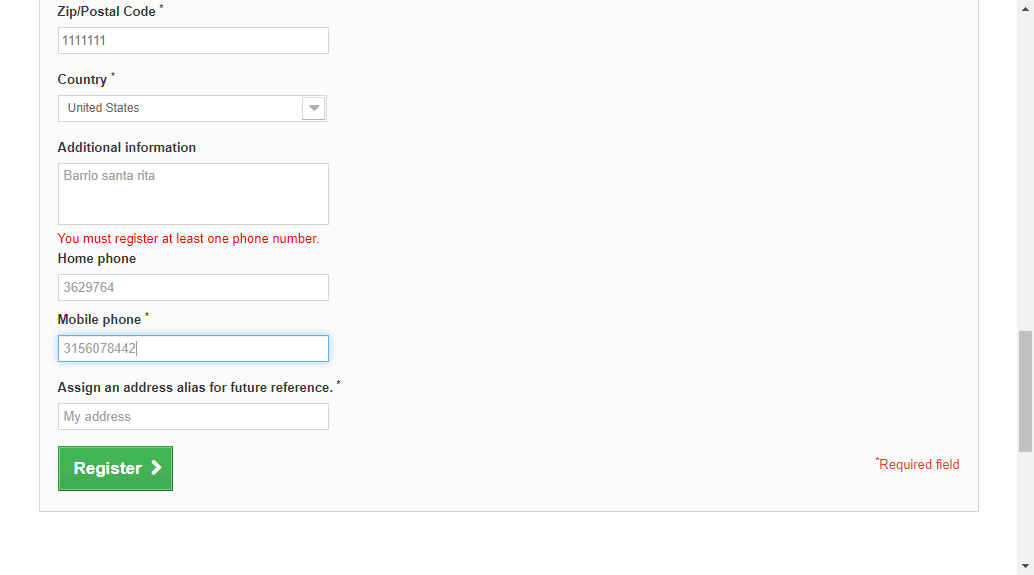 Zip/Postal Code *
1111111
Country *
United States
Additional information
Barrio santa rita
You must register at least one phone number.
Home phone
3629764
Mobile phone *
3156078442
Assign an address alias for future reference. *
My address
Register
*Required field